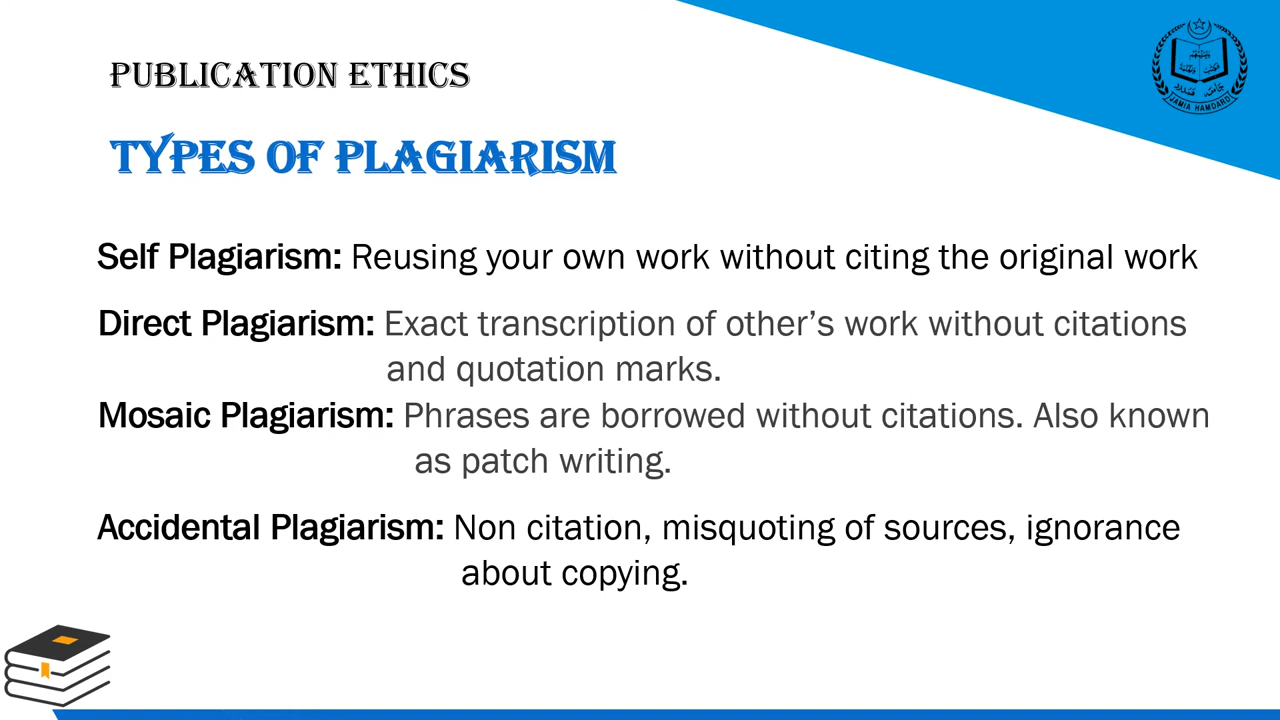 PUBLICATION ETHICS
TYPES OF PLAGIARISM
Self Plagiarism: Reusing your own work without citing the original work
Direct Plagiarism: Exact transcription of other’s work without citations
and quotation marks.
Mosaic Plagiarism: Phrases are borrowed without citations. Also known
as patch writing.
Accidental Plagiarism: Non citation, misquoting of sources, ignorance
about copying.
JAMIA HAMDARD